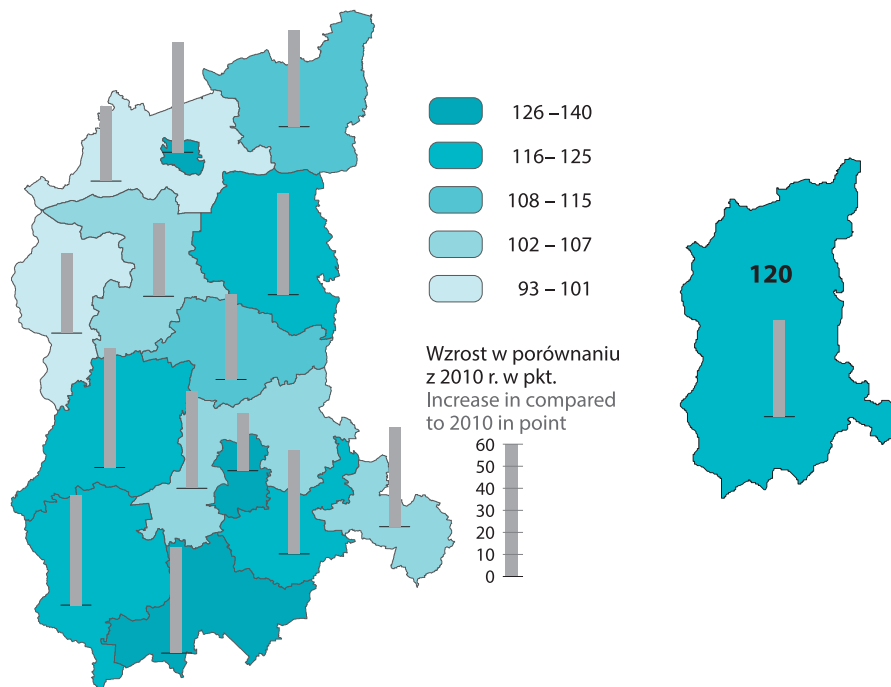 126 –140
116– 125
108 – 115
102 – 107
93 – 101
120
Wzrost w porównaniu
z 2010 r. w pkt.
Increase in compared
to 2010 in point
60
50
40
30
20
10
0